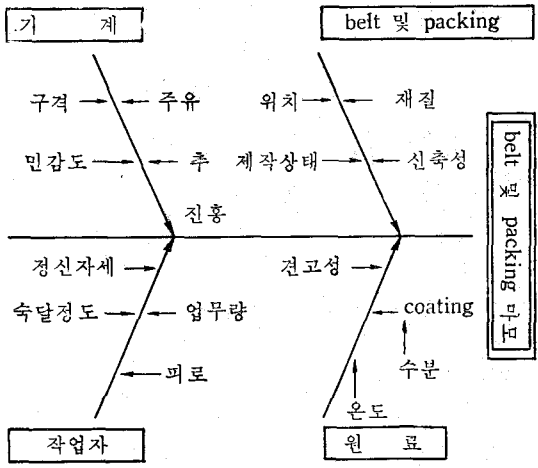 기 계
belt 및 packing
구격
주유
위치
재질
민감도
추
제작상태
신축성
진홍
belt 및 packing 마모
정신자세
견고성
숙달정도
업무량
coating
피로
수분
온도
작업자
원 료